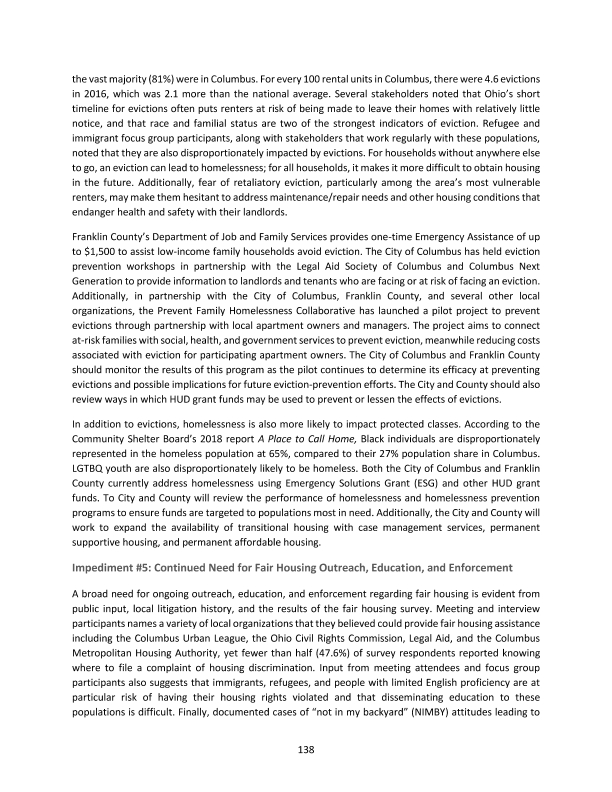 the vast majority (81%) were in Columbus. For every 100 rental units in Columbus, there were 4.6 evictions
in 2016, which was 2.1 more than the national average. Several stakeholders noted that Ohio’s short
timeline for evictions often puts renters at risk of being made to leave their homes with relatively little
notice, and that race and familial status are two of the strongest indicators of eviction. Refugee and
immigrant focus group participants, along with stakeholders that work regularly with these populations,
noted that they are also disproportionately impacted by evictions. For households without anywhere else
to go, an eviction can lead to homelessness; for all households, it makes it more difficult to obtain housing
in the future. Additionally, fear of retaliatory eviction, particularly among the area’s most vulnerable
renters, may make them hesitant to address maintenance/repair needs and other housing conditions that
endanger health and safety with their landlords.
Franklin County’s Department of Job and Family Services provides one-time Emergency Assistance of up
to $1,500 to assist low-income family households avoid eviction. The City of Columbus has held eviction
prevention workshops in partnership with the Legal Aid Society of Columbus and Columbus Next
Generation to provide information to landlords and tenants who are facing or at risk of facing an eviction.
Additionally, in partnership with the City of Columbus, Franklin County, and several other local
organizations, the Prevent Family Homelessness Collaborative has launched a pilot project to prevent
evictions through partnership with local apartment owners and managers. The project aims to connect
at-risk families with social, health, and government services to prevent eviction, meanwhile reducing costs
associated with eviction for participating apartment owners. The City of Columbus and Franklin County
should monitor the results of this program as the pilot continues to determine its efficacy at preventing
evictions and possible implications for future eviction-prevention efforts. The City and County should also
review ways in which HUD grant funds may be used to prevent or lessen the effects of evictions.
In addition to evictions, homelessness is also more likely to impact protected classes. According to the
Community Shelter Board’s 2018 report A Place to Call Home, Black individuals are disproportionately
represented in the homeless population at 65%, compared to their 27% population share in Columbus.
LGTBQ youth are also disproportionately likely to be homeless. Both the City of Columbus and Franklin
County currently address homelessness using Emergency Solutions Grant (ESG) and other HUD grant
funds. To City and County will review the performance of homelessness and homelessness prevention
programs to ensure funds are targeted to populations most in need. Additionally, the City and County will
work to expand the availability of transitional housing with case management services, permanent
supportive housing, and permanent affordable housing.
Impediment #5: Continued Need for Fair Housing Outreach, Education, and Enforcement
A broad need for ongoing outreach, education, and enforcement regarding fair housing is evident from
public input, local litigation history, and the results of the fair housing survey. Meeting and interview
participants names a variety of local organizations that they believed could provide fair housing assistance
including the Columbus Urban League, the Ohio Civil Rights Commission, Legal Aid, and the Columbus
Metropolitan Housing Authority, yet fewer than half (47.6%) of survey respondents reported knowing
where to file a complaint of housing discrimination. Input from meeting attendees and focus group
participants also suggests that immigrants, refugees, and people with limited English proficiency are at
particular risk of having their housing rights violated and that disseminating education to these
populations is difficult. Finally, documented cases of “not in my backyard” (NIMBY) attitudes leading to
138